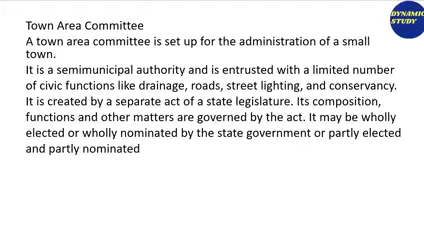 Town Area Committee
A town area committee is set up for the administration of a small
town.
It is a semimunicipal authority and is entrusted with a limited number
of civic functions like drainage, roads, street lighting, and conservancy.
It is created by a separate act of a state legislature. Its composition,
functions and other matters are governed by the act. It may be wholly
elected or wholly nominated by the state government or partly elected
and partly nominated
DYNAMIC
STUDY